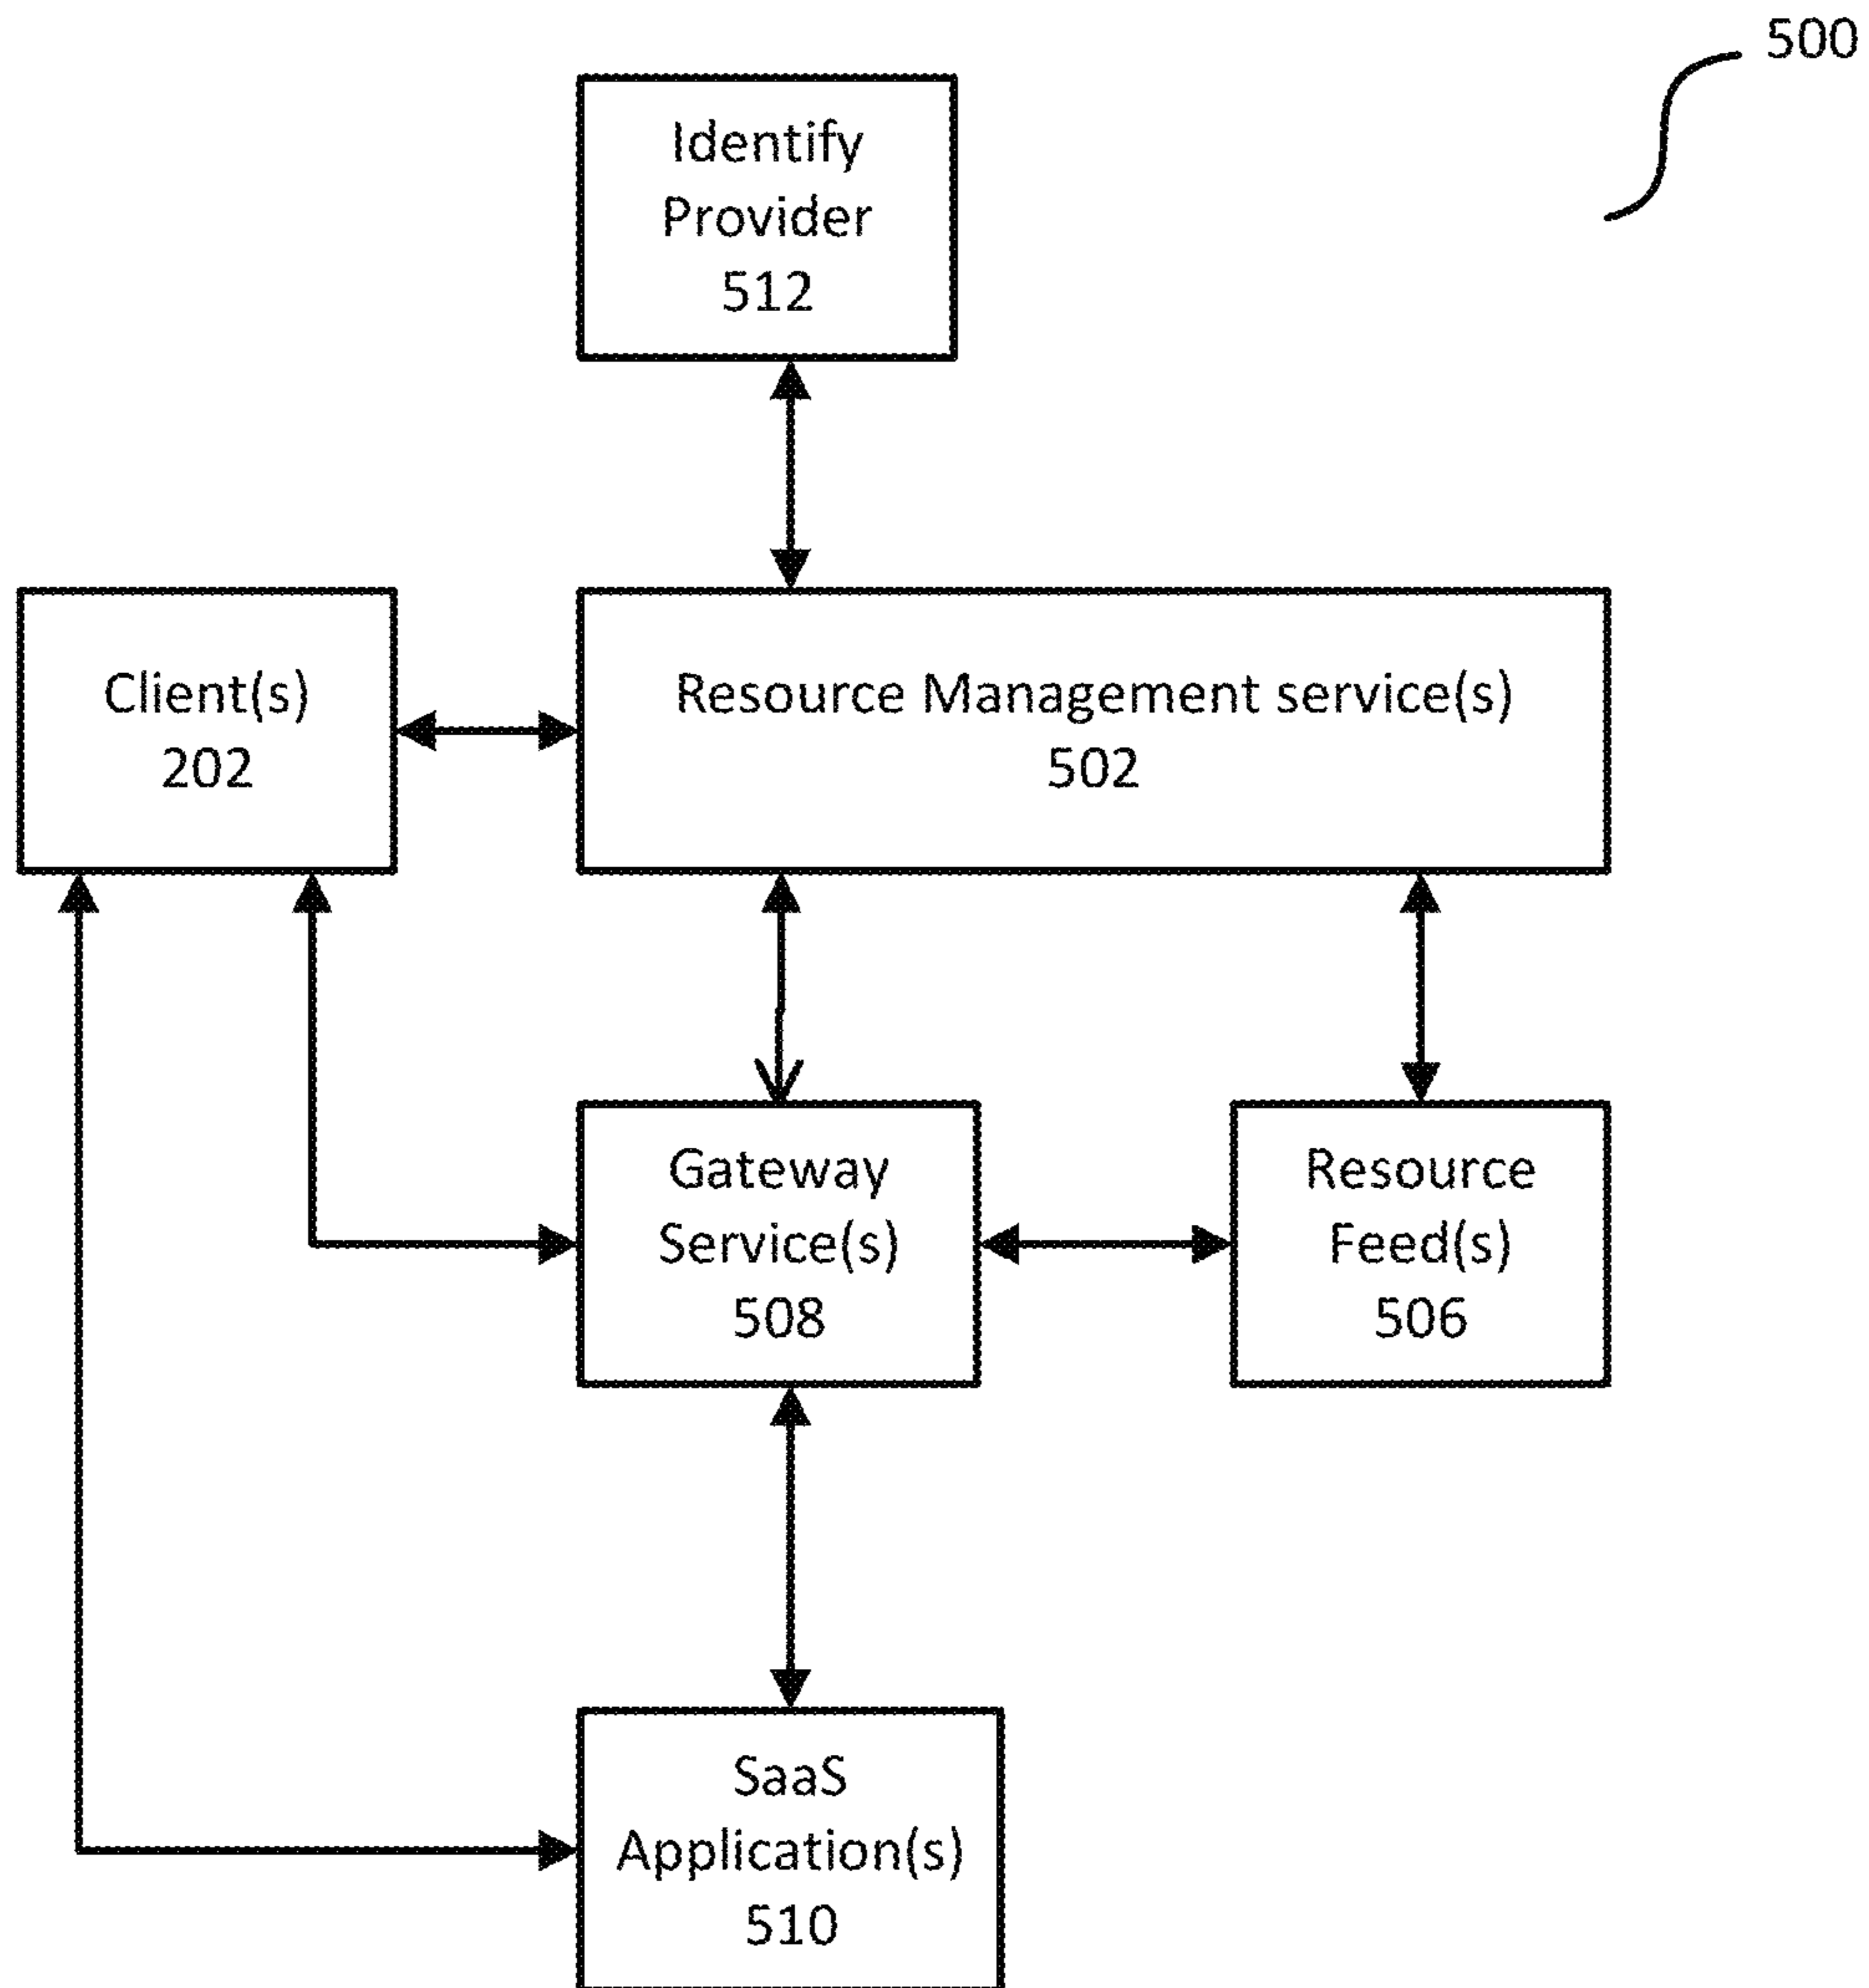 500
Identify
Provider
512
Client(s)
202
Resource Management service(s)
502
Gateway
Service(s)
508
Resource
Feed(s)
506
SaaS
Application(s)
510